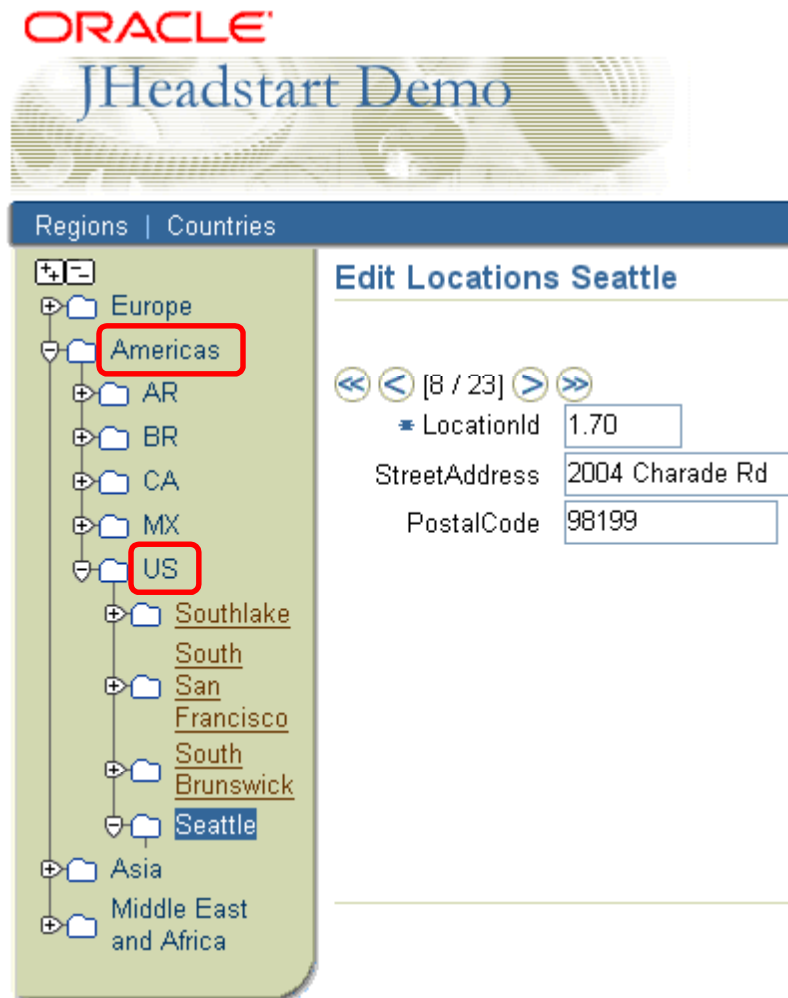 ORACLE
JHeadstart Demo
Regions | Countries
Europe
Americas
AR
BR
CA
MX
US
Southlake
South
San
Francisco
South
Brunswick
Seattle
Asia
Middle East
and Africa
Edit Locations Seattle
[8 / 23]
LocationId 1.70
StreetAddress 2004 Charade Rd
PostalCode 98199